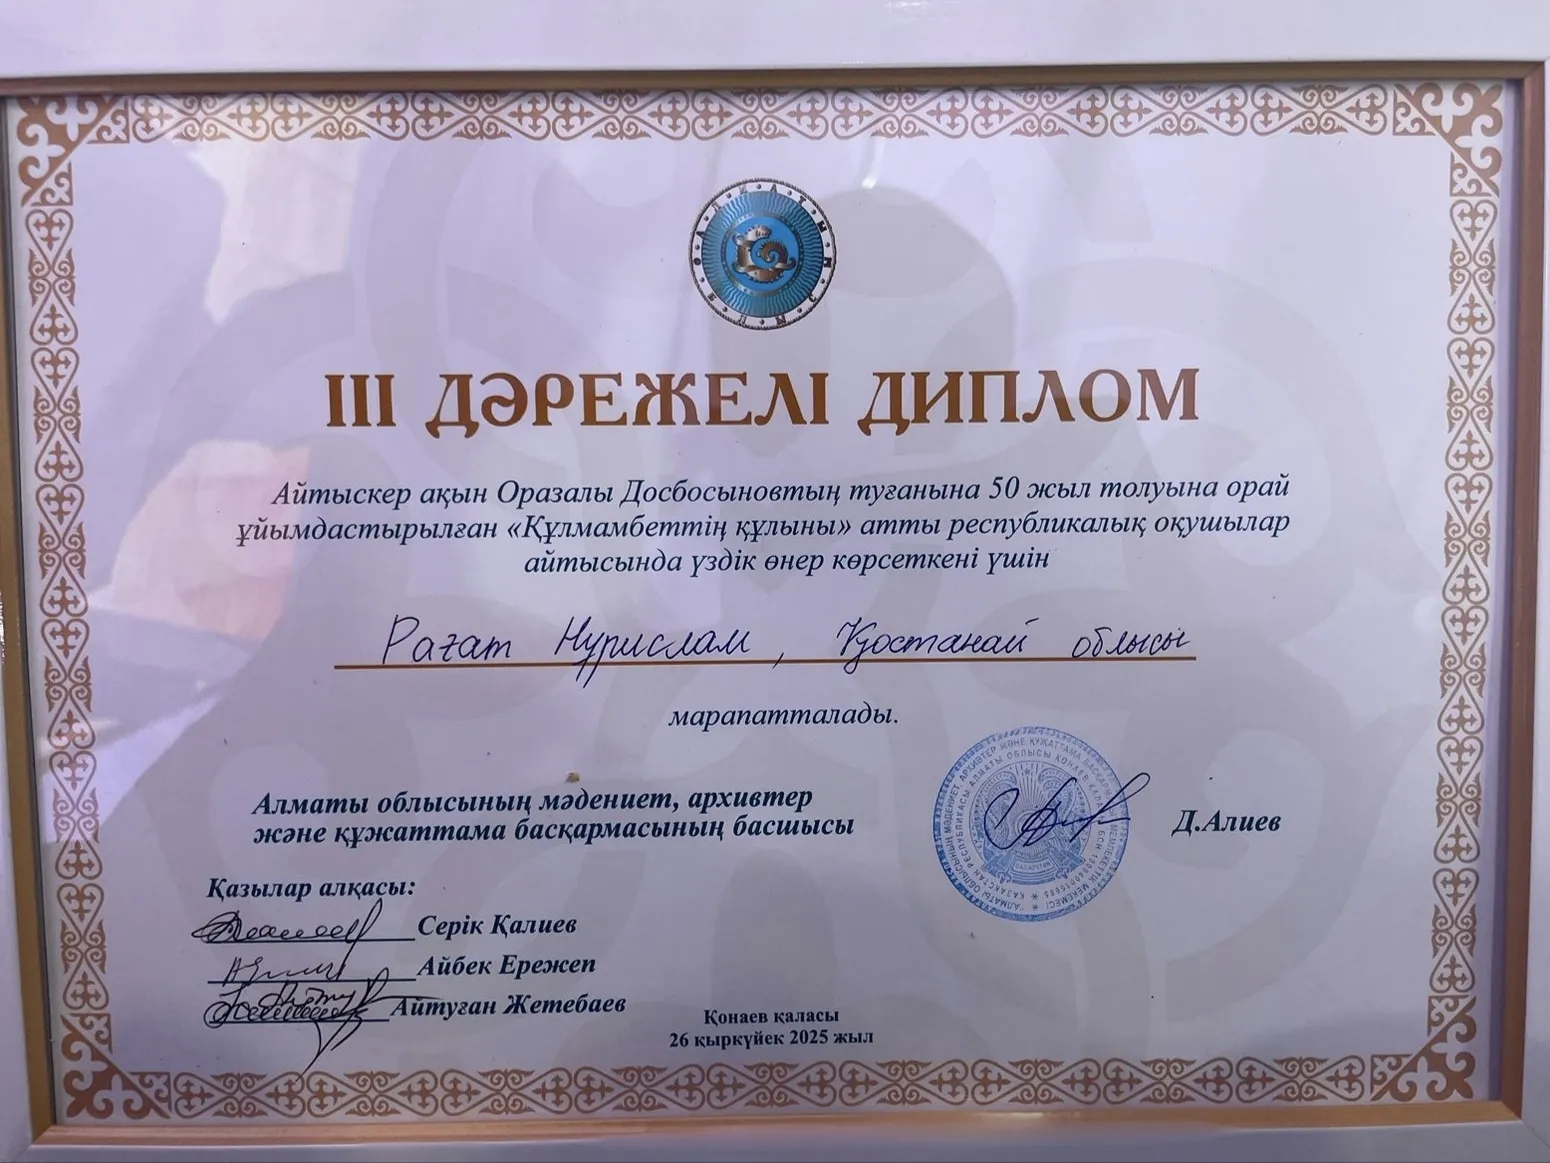 АЛМАТЫ ОБЛЫСЫ
III ДӘРЕЖЕЛІ ДИПЛОМ
Айтыскер ақын Оразалы Досбосыновтың туғанына 50 жыл толуына орай
ұйымдастырылған «Құлмамбеттің құлыны» атты республикалық оқушылар
айтысында үздік өнер көрсеткені үшін
Рағат Нұрислам, Қостанай облысы
марапатталады.
Алматы облысының мәдениет, архивтер
және құжаттама басқармасының басшысы
Д.Алиев
Қазылар алқасы:
Серік Қалиев
Айбек Ережеп
Айтуған Жетебаев
Қонаев қаласы
26 қыркүйек 2025 жыл